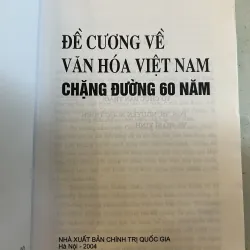 ĐỀ CƯƠNG VỀ
VĂN HÓA VIỆT NAM
CHẶNG ĐƯỜNG 60 NĂM
NHÀ XUẤT BẢN CHÍNH TRỊ QUỐC GIA
Hà Nội - 2004